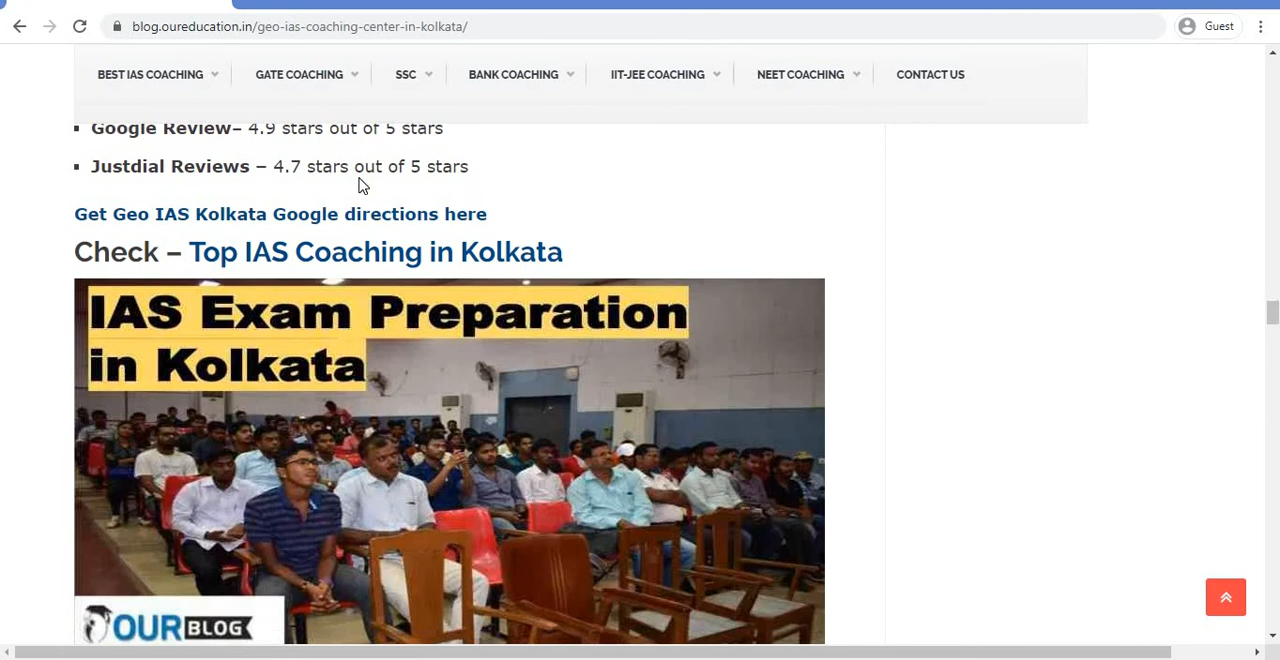 blog.oureducation.in/geo-ias-coaching-center-in-kolkata/
Guest
BEST IAS COACHING GATE COACHING SSC BANK COACHING IIT-JEE COACHING NEET COACHING CONTACT US
Google Review– 4.9 stars out of 5 stars
Justdial Reviews – 4.7 stars out of 5 stars
Get Geo IAS Kolkata Google directions here
Check – Top IAS Coaching in Kolkata
IAS Exam Preparation
in Kolkata
OUR BLOG